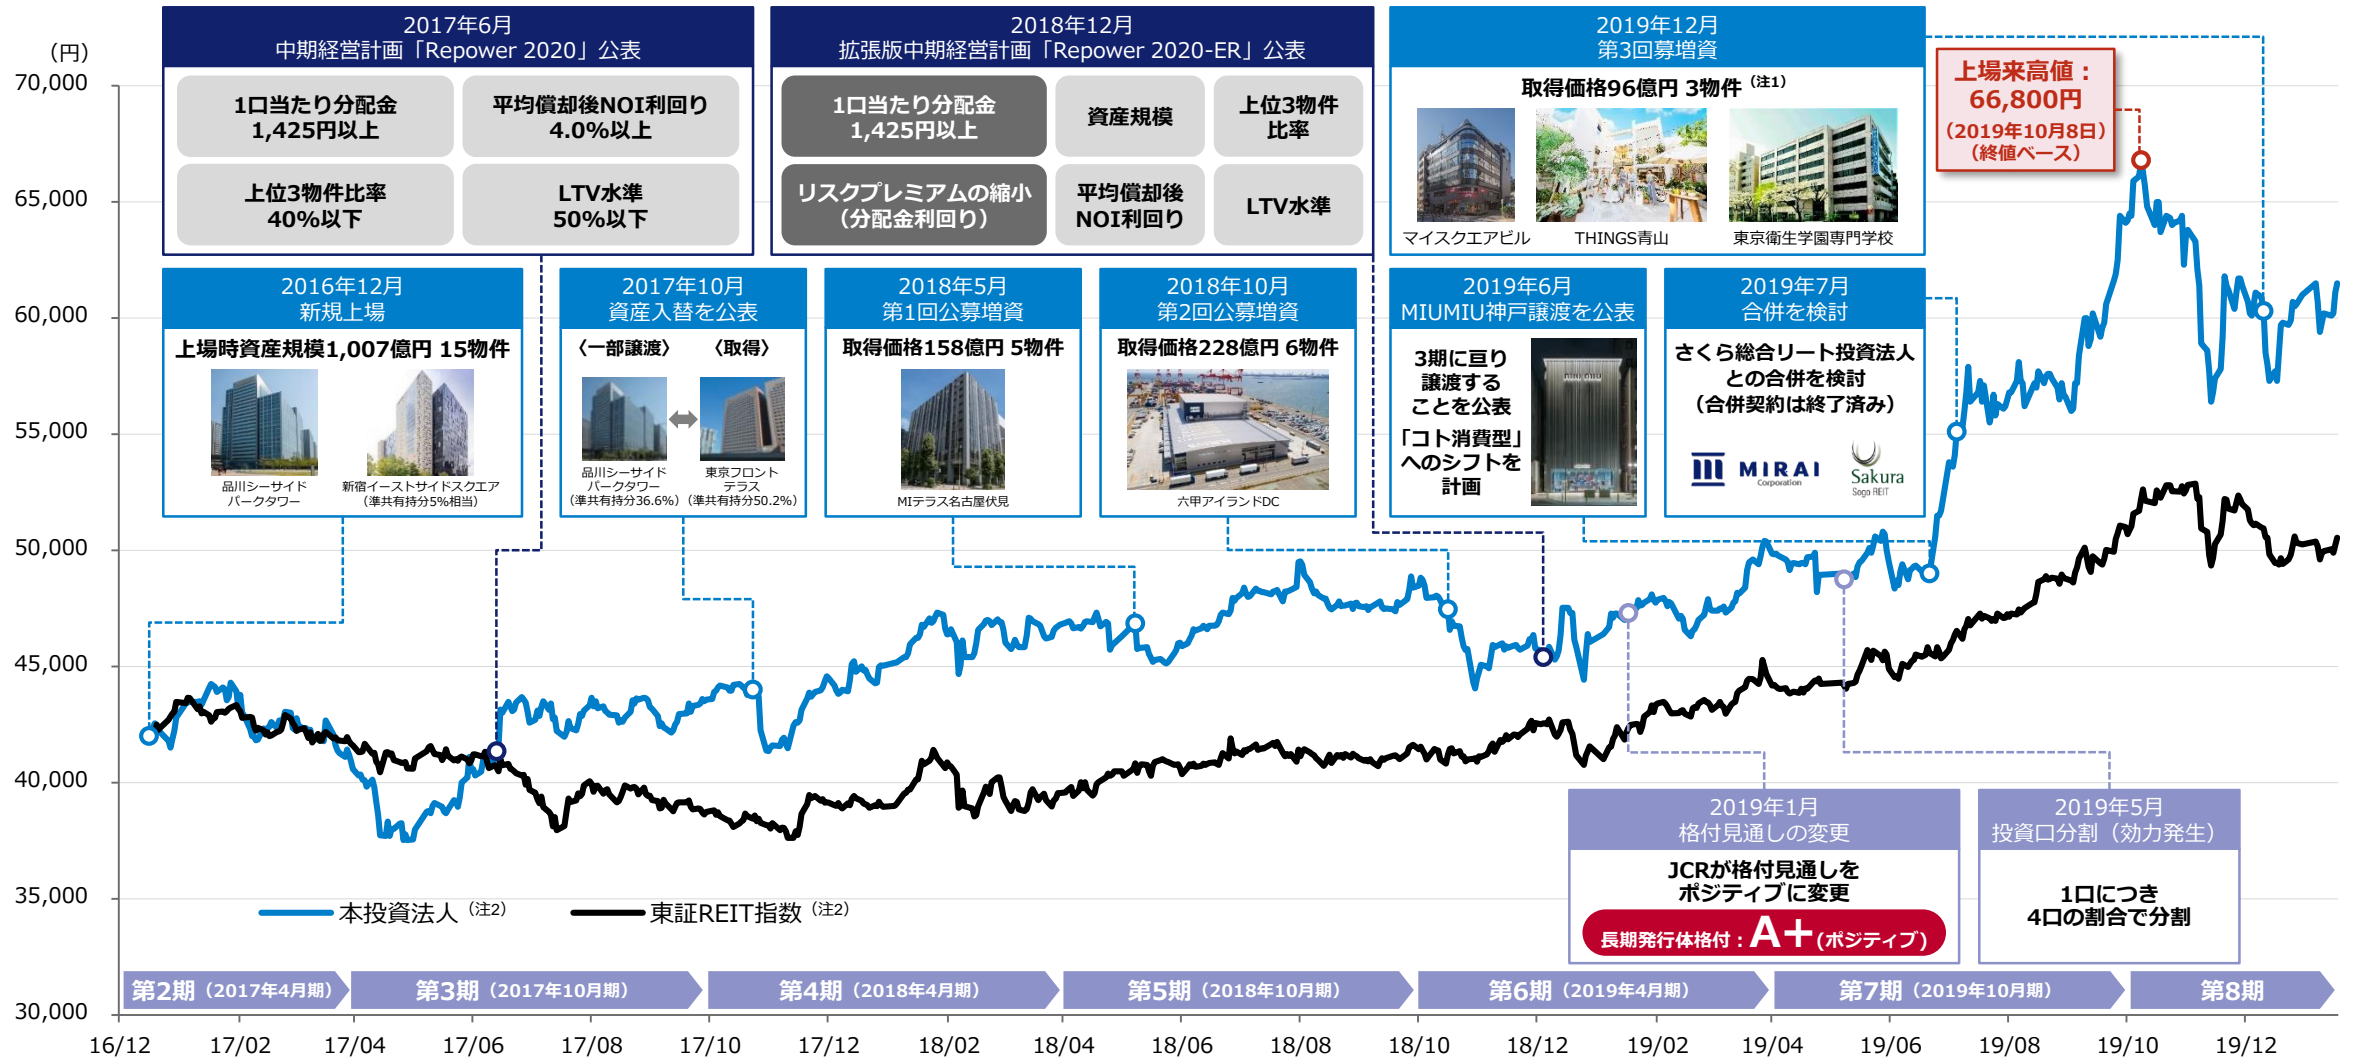 （円）
70,000
65,000
60,000
55,000
50,000
45,000
40,000
35,000
30,000
2017年6月
中期経営計画「Repower 2020」公表
1口当たり分配金
1,425円以上
平均償却後NOI利回り
4.0%以上
上位3物件比率
40%以下
LTV水準
50%以下
2018年12月
拡張版中期経営計画「Repower 2020-ER」公表
1口当たり分配金
1,425円以上
資産規模
上位3物件
比率
リスクプレミアムの縮小
（分配金利回り）
平均償却後
NOI利回り
LTV水準
2019年12月
第3回募増資
取得価格96億円 3物件（注1）
マイスクエアビル
THINGS青山
東京衛生学園専門学校
上場来高値：
66,800円
（2019年10月8日）
（終値ベース）
2016年12月
新規上場
上場時資産規模1,007億円 15物件
品川シーサイド
パークタワー
新宿イーストサイドスクエア
（準共有持分5%相当）
2017年10月
資産入替を公表
〈一部譲渡〉
〈取得〉
品川シーサイド
パークタワー
（準共有持分36.6%）
東京フロント
テラス
（準共有持分50.2%）
2018年5月
第1回公募増資
取得価格158億円 5物件
MIテラス名古屋伏見
2018年10月
第2回公募増資
取得価格228億円 6物件
六甲アイランドDC
2019年6月
MIUMIU神戸譲渡を公表
3期に亘り
譲渡する
ことを公表
「コト消費型」
へのシフトを
計画
2019年7月
合併を検討
さくら総合リート投資法人
との合併を検討
（合併契約は終了済み）
MIRAI
Corporation
Sakura
Sogo REIT
2019年1月
格付見通しの変更
JCRが格付見通しを
ポジティブに変更
長期発行体格付：A+(ポジティブ)
2019年5月
投資口分割（効力発生）
1口につき
4口の割合で分割
本投資法人（注2）
東証REIT指数（注2）
第2期（2017年4月期）
第3期（2017年10月期）
第4期（2018年4月期）
第5期（2018年10月期）
第6期（2019年4月期）
第7期（2019年10月期）
第8期
16/12
17/02
17/04
17/06
17/08
17/10
17/12
18/02
18/04
18/06
18/08
18/10
18/12
19/02
19/04
19/06
19/08
19/10
19/12